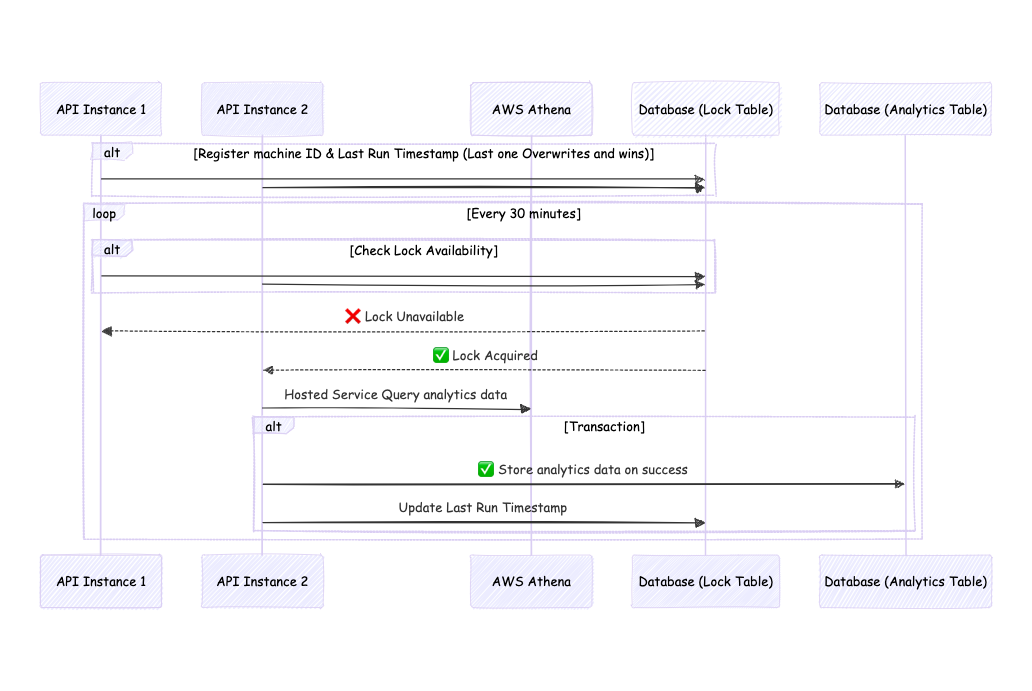 API Instance 1
API Instance 2
AWS Athena
Database (Lock Table)
Database (Analytics Table)
alt
[Register machine ID & Last Run Timestamp (Last one Overwrites and wins)]
loop
[Every 30 minutes]
alt
[Check Lock Availability]
❌ Lock Unavailable
✅ Lock Acquired
Hosted Service Query analytics data
alt
[Transaction]
✅ Store analytics data on success
Update Last Run Timestamp
API Instance 1
API Instance 2
AWS Athena
Database (Lock Table)
Database (Analytics Table)